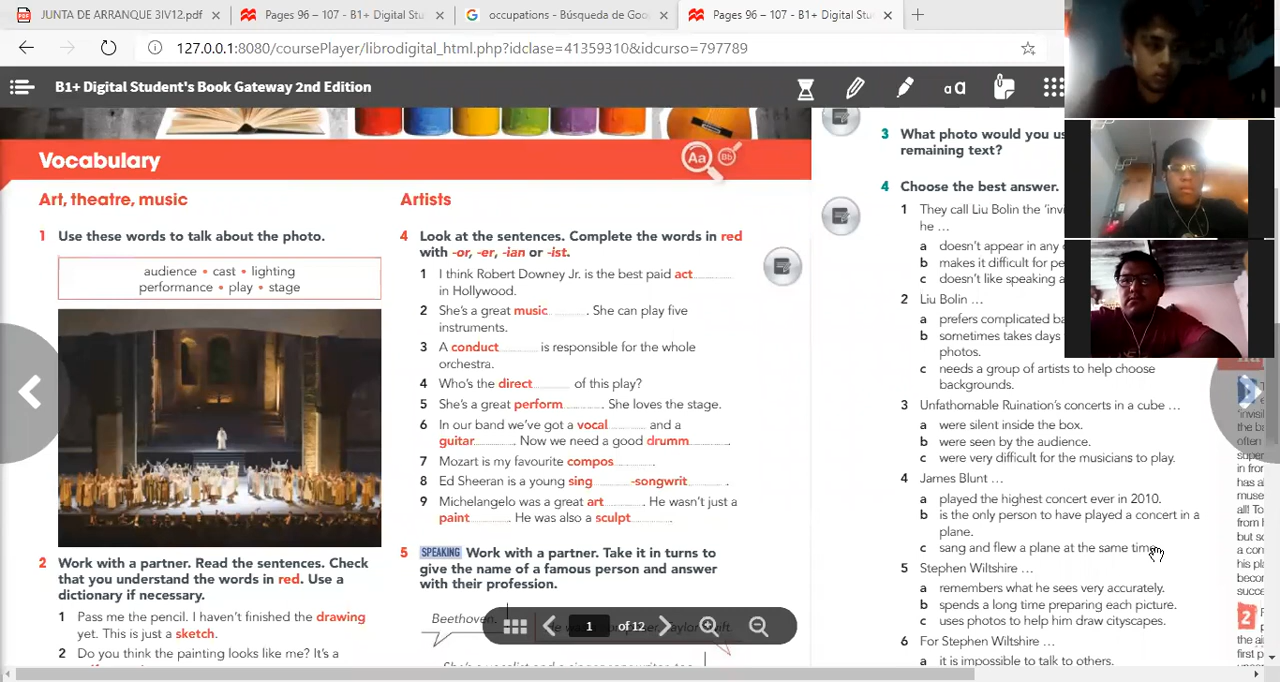 JUNTA DE ARRANQUE 3IV12.pdf
Pages 96 – 107 - B1+ Digital Stu
occupations - Búsqueda de Goo
Pages 96 – 107 - B1+ Digital Stu
127.0.0.1:8080/coursePlayer/librodigital_html.php?idclase=41359310&idcurso=797789
B1+ Digital Student's Book Gateway 2nd Edition
aa
Vocabulary
Aa
Bb
Art, theatre, music
1 Use these words to talk about the photo.
audience • cast • lighting
performance • play • stage
2 Work with a partner. Read the sentences. Check
that you understand the words in red. Use a
dictionary if necessary.
1 Pass me the pencil. I haven't finished the drawing
yet. This is just a sketch.
2 Do you think the painting looks like me? It's a
Artists
4 Look at the sentences. Complete the words in red
with -or, -er, -ian or -ist.
1 I think Robert Downey Jr. is the best paid act
in Hollywood.
2 She's a great music . She can play five
instruments.
3 A conduct is responsible for the whole
orchestra.
4 Who's the direct of this play?
5 She's a great perform . She loves the stage.
6 In our band we've got a vocal and a
guitar . Now we need a good drumm .
7 Mozart is my favourite compos .
8 Ed Sheeran is a young sing -songwrit .
9 Michelangelo was a great art . He wasn't just a
paint . He was also a sculpt .
5 SPEAKING Work with a partner. Take it in turns to
give the name of a famous person and answer
with their profession.
Beethoven.
She's a vocalist and a singer-songwriter too.
1 of 12
3 What photo would you us
remaining text?
4 Choose the best answer.
1 They call Liu Bolin the 'invi
he …
a doesn't appear in any
b makes it difficult for pe
c doesn't like speaking a
2 Liu Bolin …
a prefers complicated ba
b sometimes takes days
photos.
c needs a group of artists to help choose
backgrounds.
3 Unfathomable Ruination's concerts in a cube …
a were silent inside the box.
b were seen by the audience.
c were very difficult for the musicians to play.
4 James Blunt …
a played the highest concert ever in 2010.
b is the only person to have played a concert in a
plane.
c sang and flew a plane at the same time.
5 Stephen Wiltshire …
a remembers what he sees very accurately.
b spends a long time preparing each picture.
c uses photos to help him draw cityscapes.
6 For Stephen Wiltshire …
a it is impossible to talk to others.
2